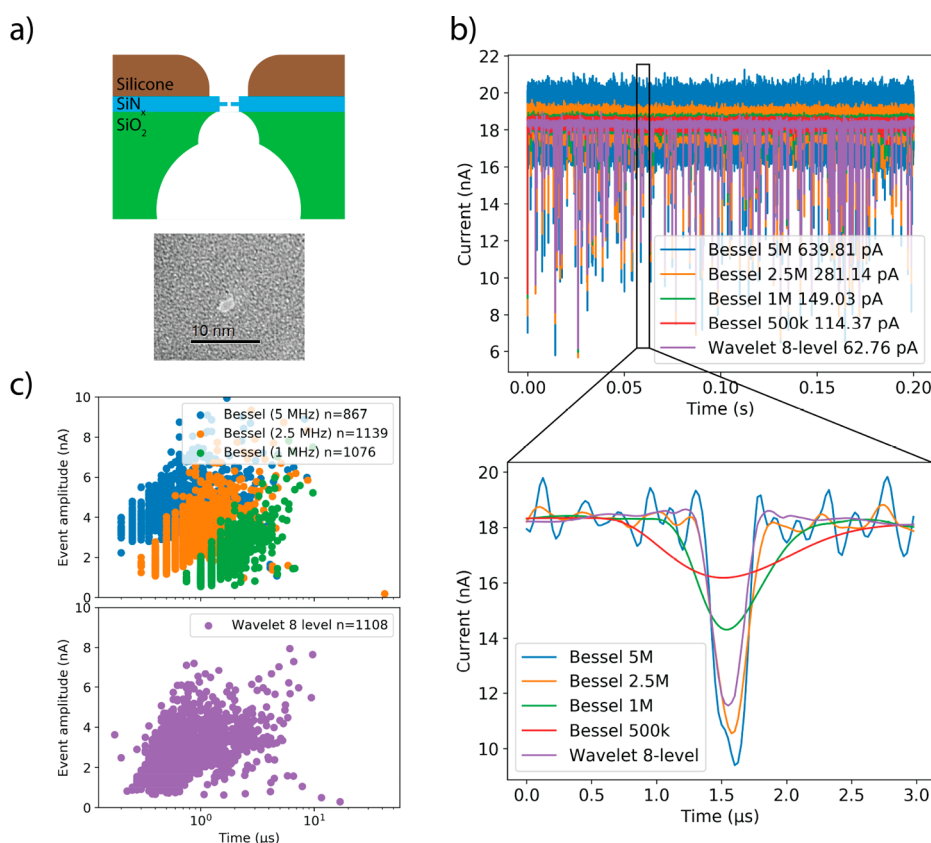 a)
Silicone
SiNx
SiO2
10 nm
b)
22
20
18
16
14
12
10
8
6
Current (nA)
Bessel 5M 639.81 pA
Bessel 2.5M 281.14 pA
Bessel 1M 149.03 pA
Bessel 500k 114.37 pA
Wavelet 8-level 62.76 pA
0.00 0.05 0.10 0.15 0.20
Time (s)
20
18
16
14
12
10
Current (nA)
Bessel 5M
Bessel 2.5M
Bessel 1M
Bessel 500k
Wavelet 8-level
0.0 0.5 1.0 1.5 2.0 2.5 3.0
Time (μs)
c)
10
8
6
4
2
0
Event amplitude (nA)
Bessel (5 MHz) n=867
Bessel (2.5 MHz) n=1139
Bessel (1 MHz) n=1076
10
8
6
4
2
0
Event amplitude (nA)
Wavelet 8 level n=1108
10⁰ 10¹
Time (μs)